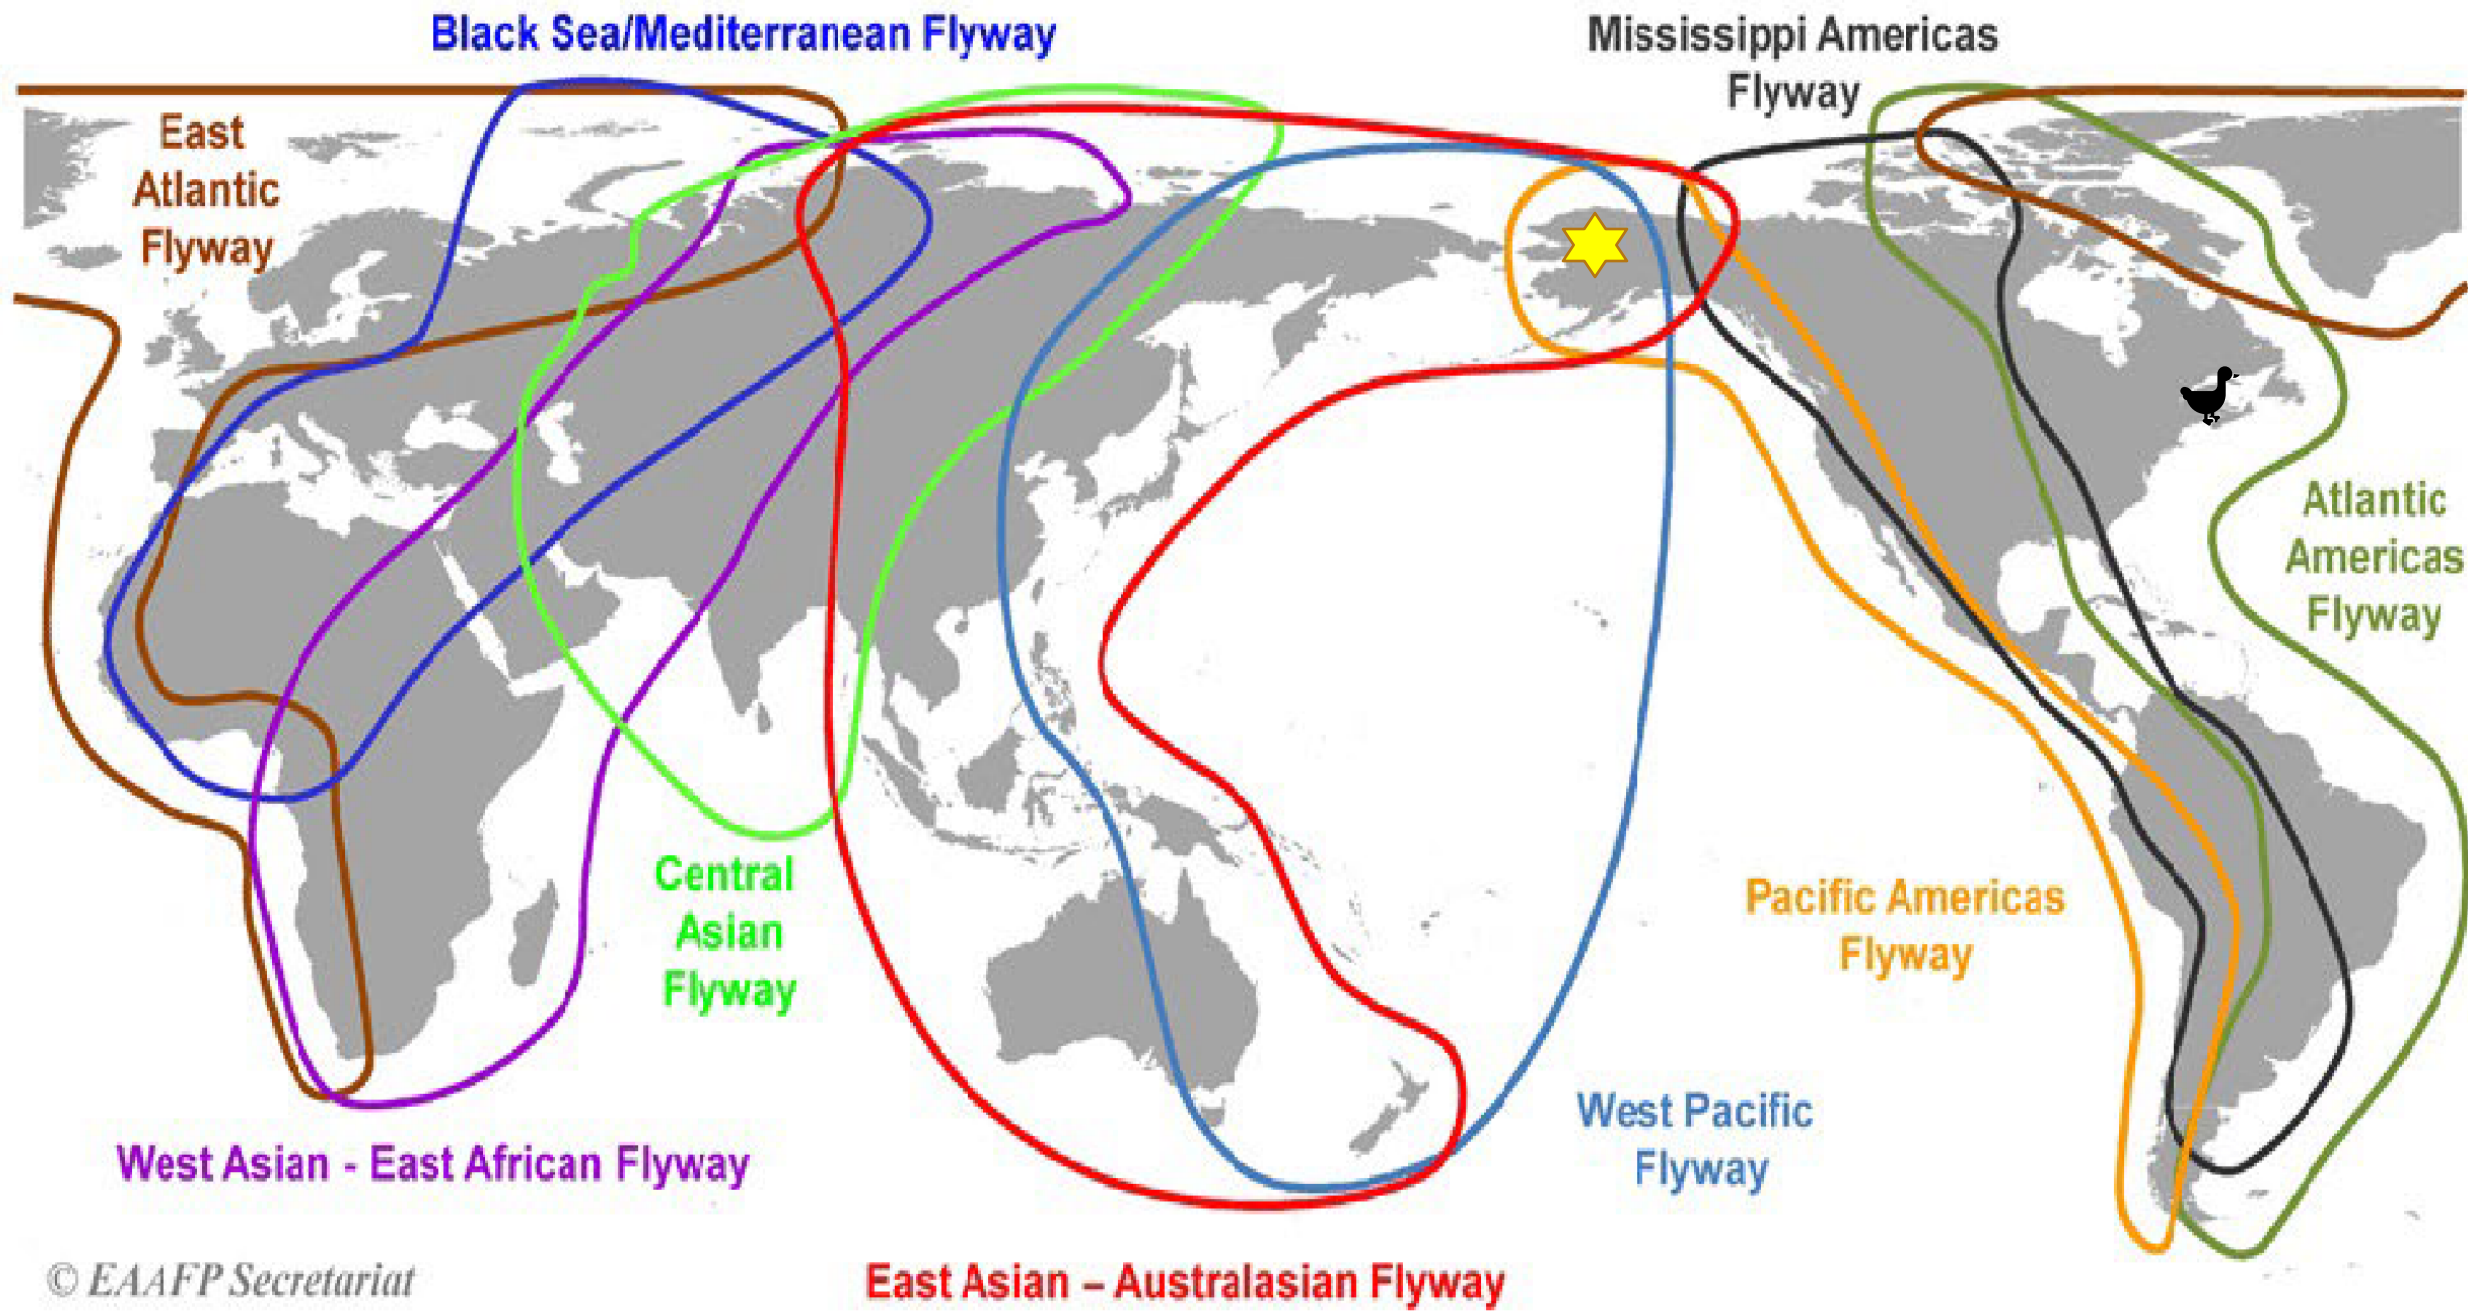 Black Sea/Mediterranean Flyway
Mississippi Americas
Flyway
East
Atlantic
Flyway
Atlantic
Americas
Flyway
Central
Asian
Flyway
Pacific Americas
Flyway
West Pacific
Flyway
West Asian - East African Flyway
East Asian – Australasian Flyway
© EAAFP Secretariat